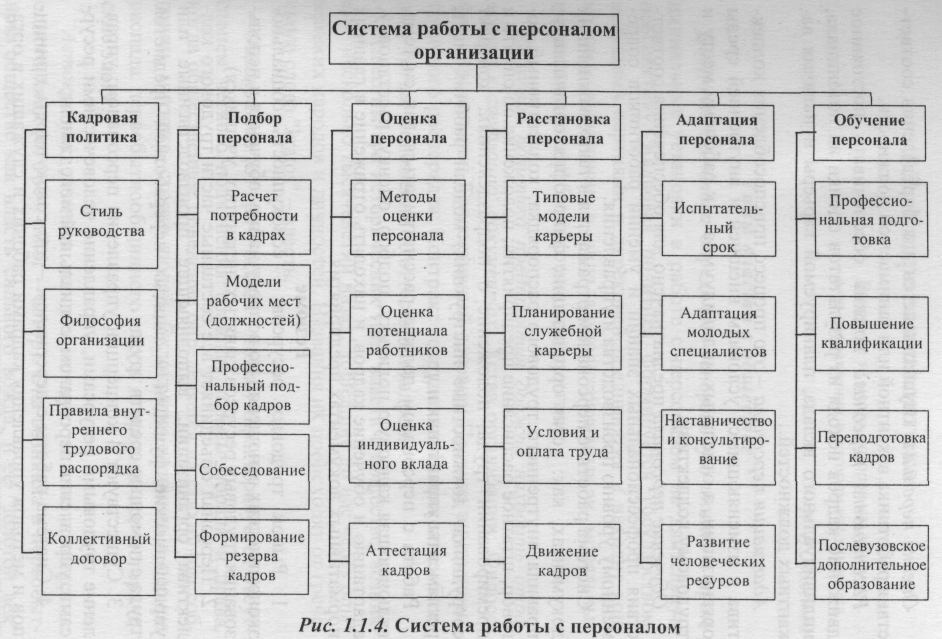 Система работы с персоналом
организации
Кадровая
политика
Стиль
руководства
Философия
организации
Правила внут-
реннего
трудового
распорядка
Коллективный
договор
Подбор
персонала
Расчет
потребности
в кадрах
Модели
рабочих мест
(должностей)
Профессио-
нальный под-
бор кадров
Собеседование
Формирование
резерва
кадров
Оценка
персонала
Методы
оценки
персонала
Оценка
потенциала
работников
Оценка
индивидуаль-
ного вклада
Аттестация
кадров
Расстановка
персонала
Типовые
модели
карьеры
Планирование
служебной
карьеры
Условия и
оплата труда
Движение
кадров
Адаптация
персонала
Испытатель-
ный
срок
Адаптация
молодых
специалистов
Наставничество
и консультиро-
вание
Развитие
человеческих
ресурсов
Обучение
персонала
Профессио-
нальная подго-
товка
Повышение
квалификации
Переподготовка
кадров
Послевузовское
дополнительное
образование
Рис. 1.1.4. Система работы с персоналом